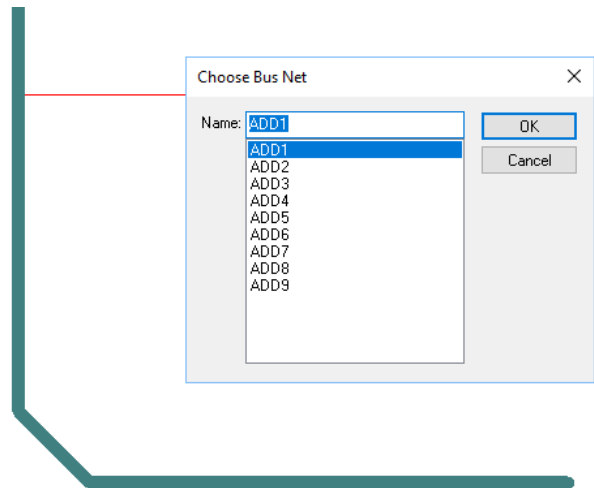 Choose Bus Net
Name: ADD1
OK
ADD1
Cancel
ADD2
ADD3
ADD4
ADD5
ADD6
ADD7
ADD8
ADD9